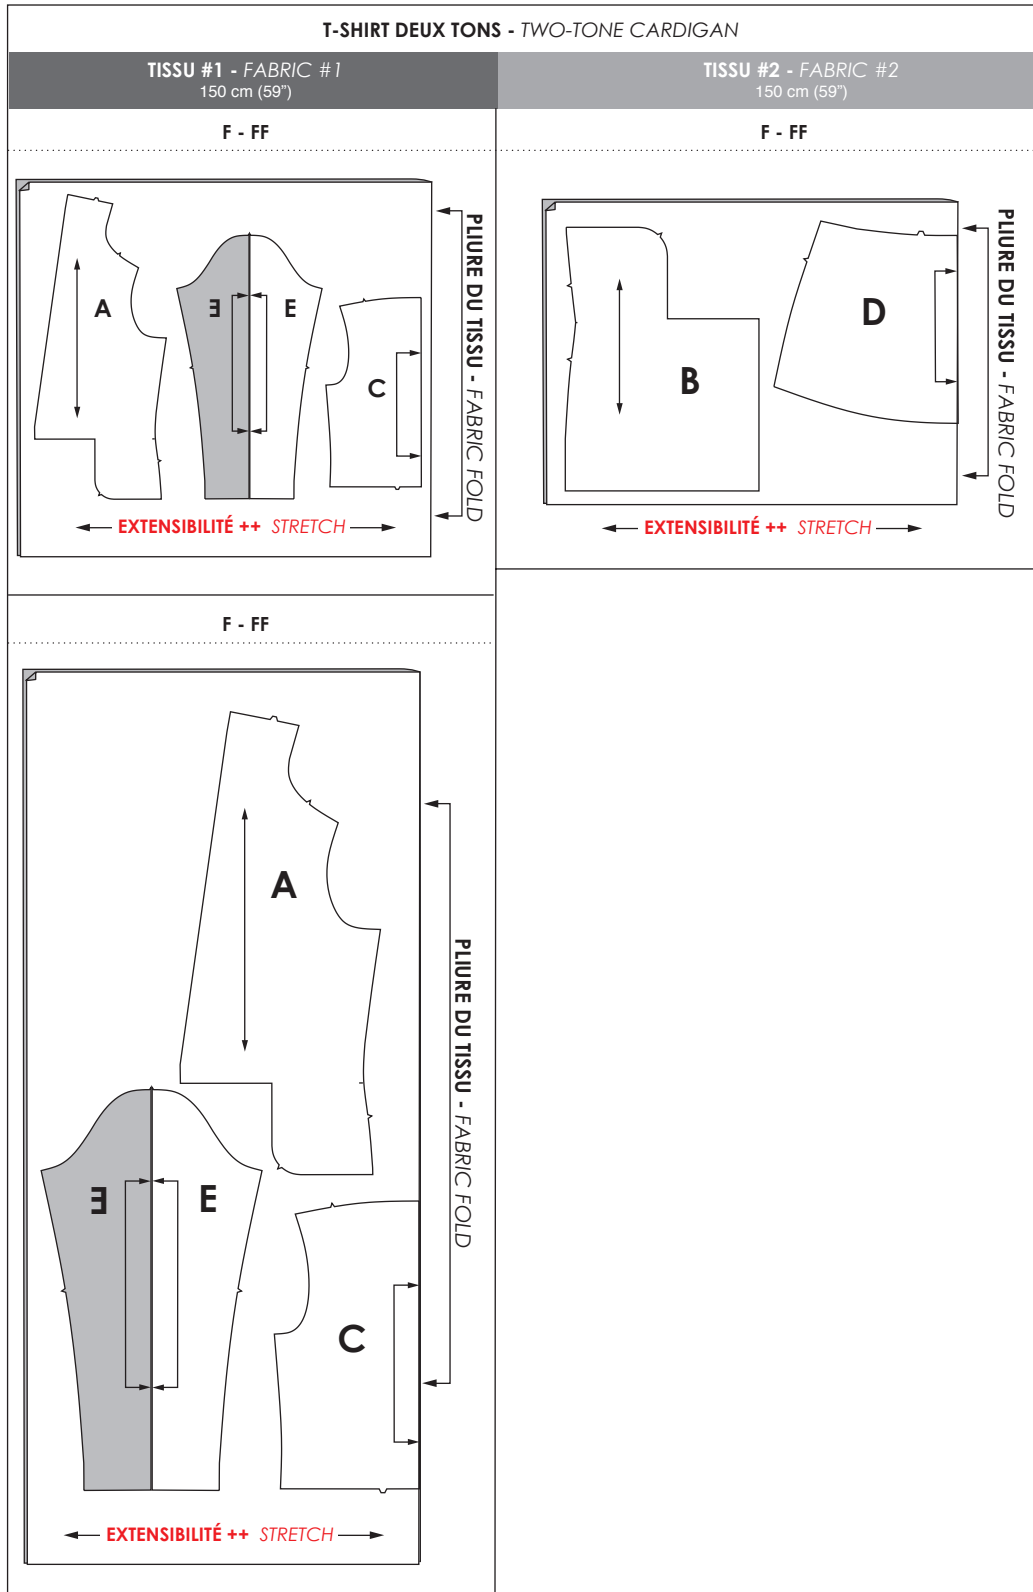 T-SHIRT DEUX TONS - TWO-TONE CARDIGAN
TISSU #1 - FABRIC #1
150 cm (59")
TISSU #2 - FABRIC #2
150 cm (59")
F - FF
A
E
E
C
PLIURE DU TISSU - FABRIC FOLD
EXTENSIBILITÉ ++ STRETCH
F - FF
B
D
PLIURE DU TISSU - FABRIC FOLD
EXTENSIBILITÉ ++ STRETCH
F - FF
A
E
E
C
PLIURE DU TISSU - FABRIC FOLD
EXTENSIBILITÉ ++ STRETCH